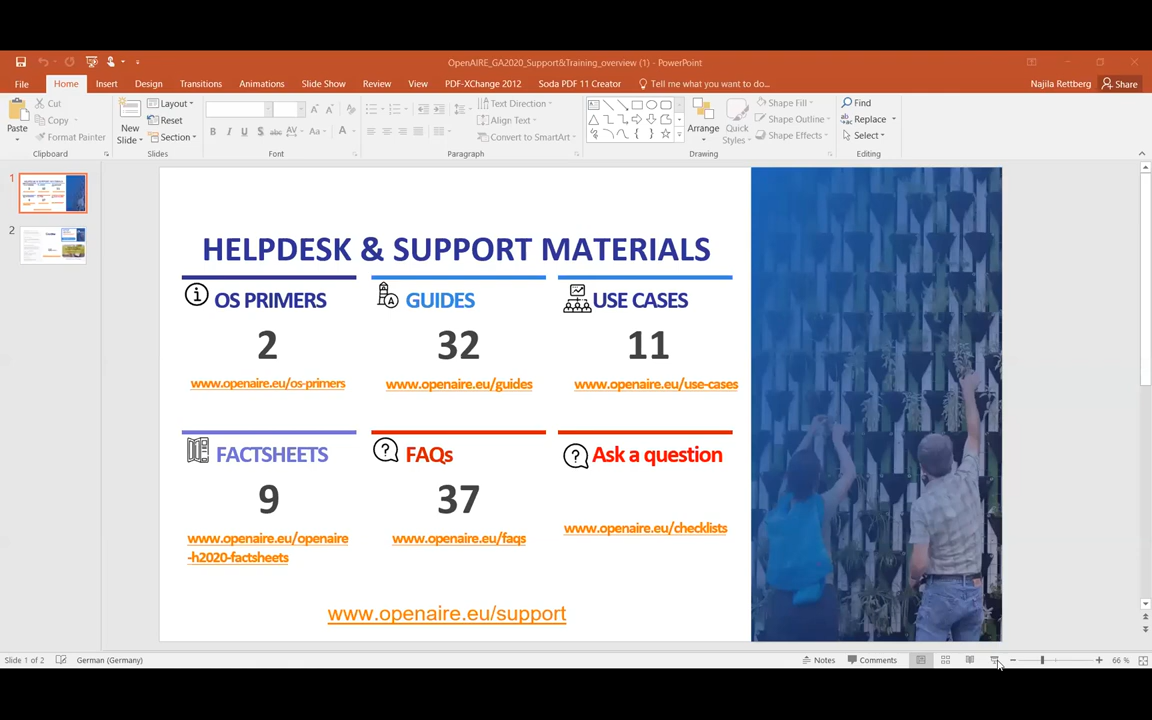 OpenAIRE_GA2020_Support&Training_overview (1) - PowerPoint
File Home Insert Design Transitions Animations Slide Show Review View PDF-XChange 2012 Soda PDF 11 Creator Tell me what you want to do... Najila Rettberg Share
Paste
Cut
Copy
Format Painter
Clipboard
New
Slide
Layout
Reset
Section
Slides
Font
Text Direction
Align Text
Convert to SmartArt
Paragraph
Arrange
Quick
Styles
Shape Fill
Shape Outline
Shape Effects
Drawing
Find
Replace
Select
Editing
1
2
HELPDESK & SUPPORT MATERIALS
OS PRIMERS
2
www.openaire.eu/os-primers
GUIDES
32
www.openaire.eu/guides
USE CASES
11
www.openaire.eu/use-cases
FACTSHEETS
9
www.openaire.eu/openaire
-h2020-factsheets
FAQs
37
www.openaire.eu/faqs
Ask a question
www.openaire.eu/checklists
www.openaire.eu/support
Slide 1 of 2 German (Germany) Notes Comments 66 %